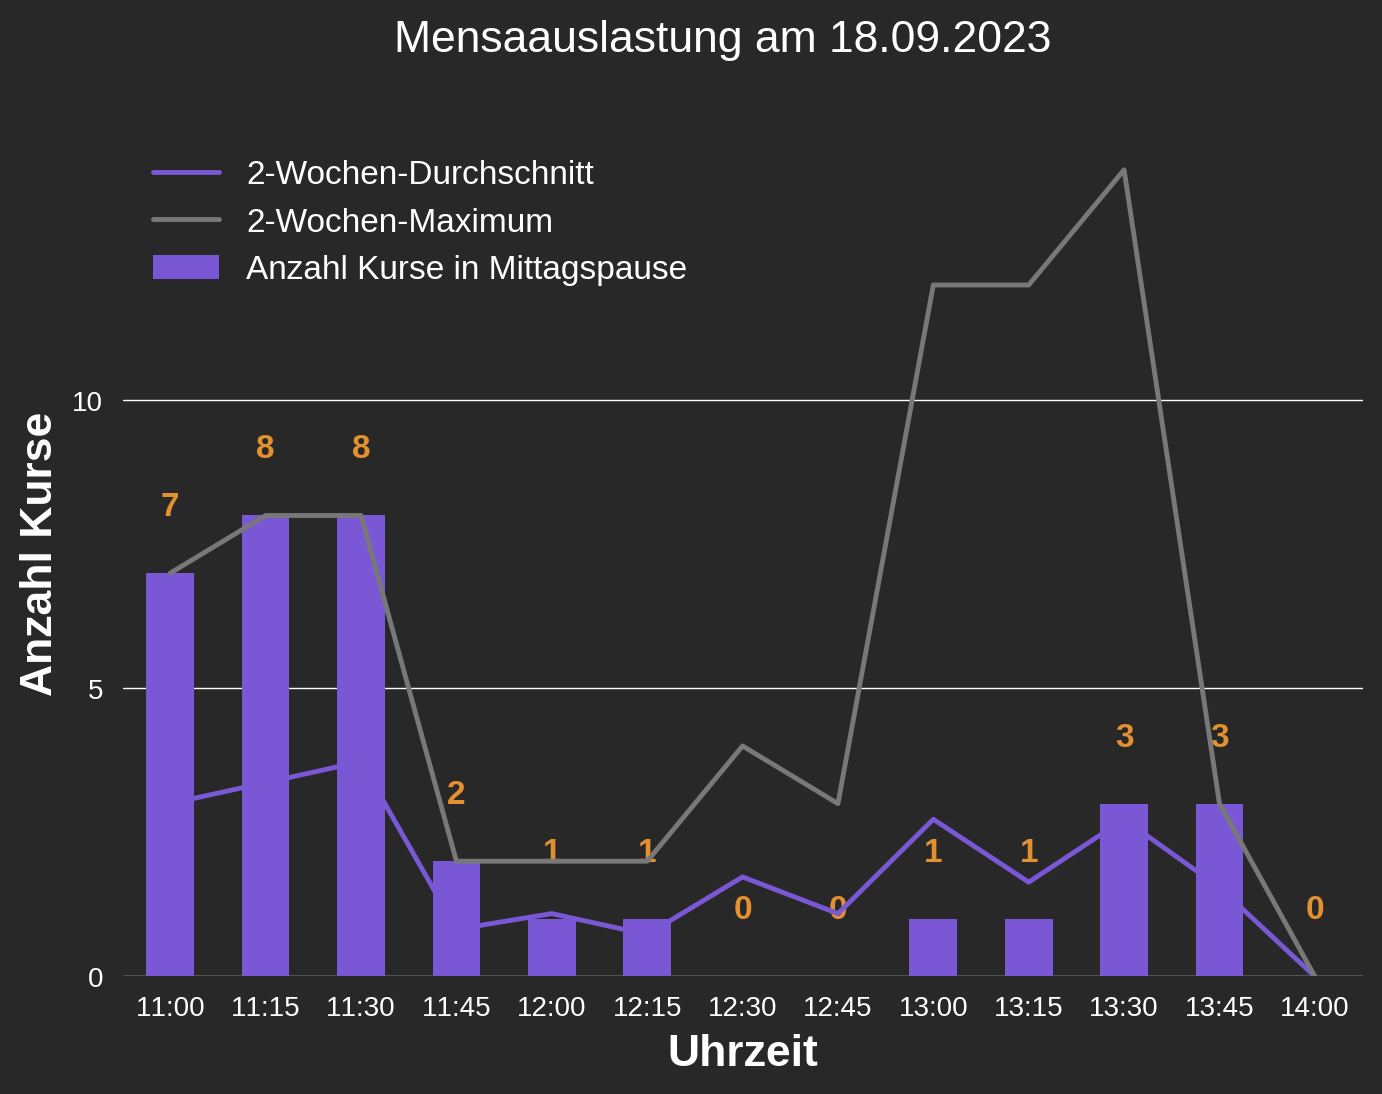 Mensaauslastung am 18.09.2023
2-Wochen-Durchschnitt
2-Wochen-Maximum
Anzahl Kurse in Mittagspause
Anzahl Kurse
10
5
0
7
8
8
2
1
1
0
0
1
1
3
3
0
11:00 11:15 11:30 11:45 12:00 12:15 12:30 12:45 13:00 13:15 13:30 13:45 14:00
Uhrzeit